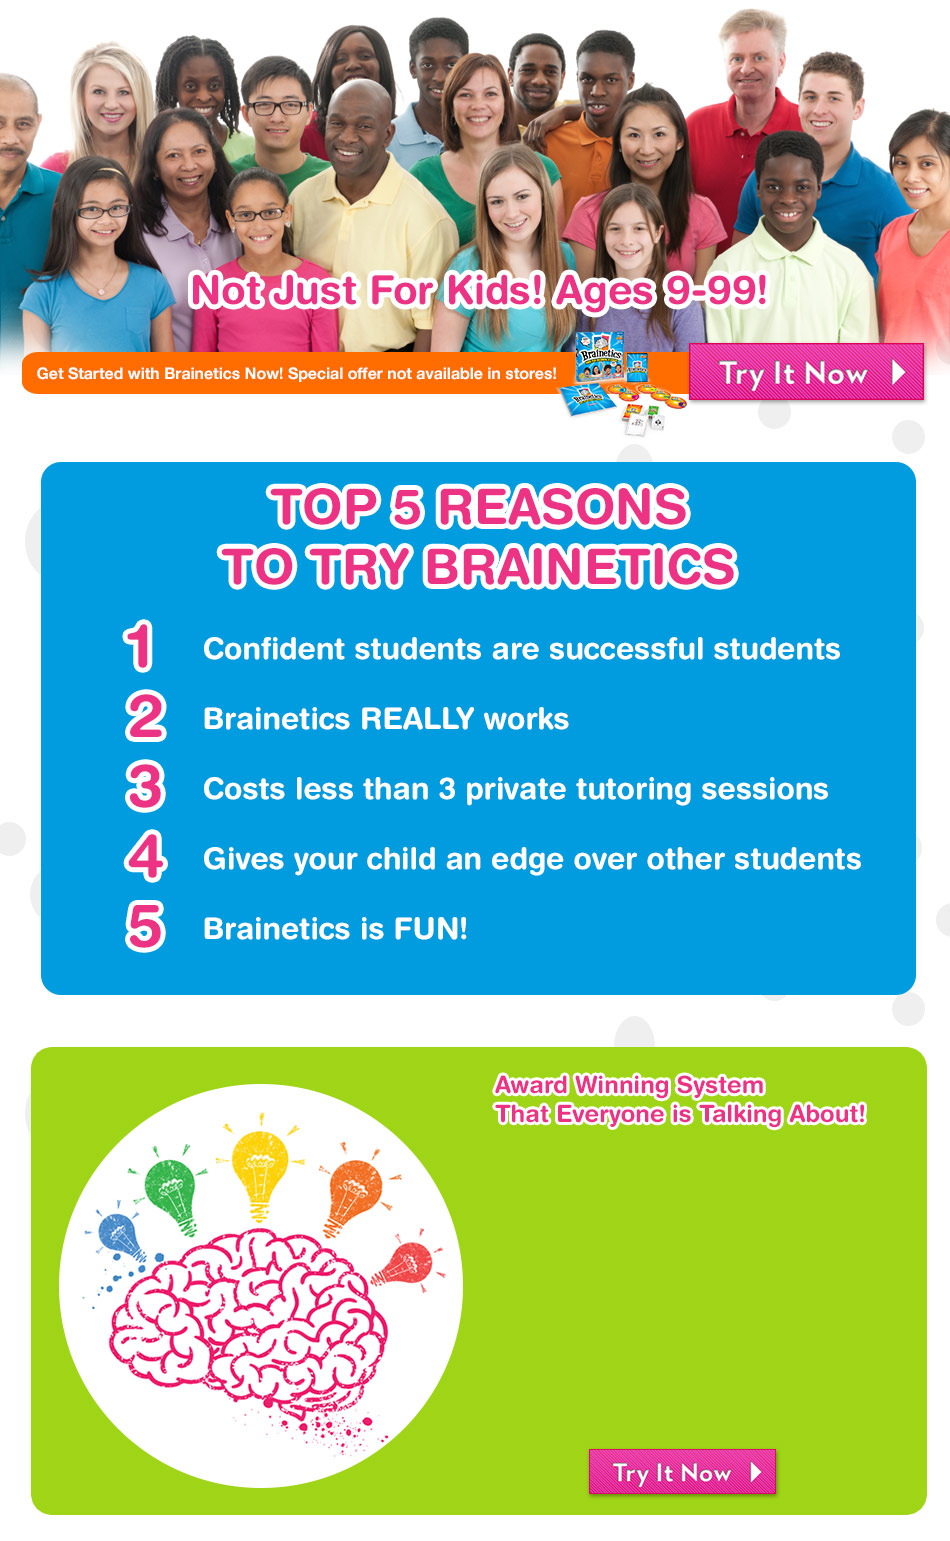 Not Just For Kids! Ages 9-99!
Get Started with Brainetics Now! Special offer not available in stores!
Brainetics
Try It Now
TOP 5 REASONS
TO TRY BRAINETICS
1 Confident students are successful students
2 Brainetics REALLY works
3 Costs less than 3 private tutoring sessions
4 Gives your child an edge over other students
5 Brainetics is FUN!
Award Winning System
That Everyone is Talking About!
Try It Now